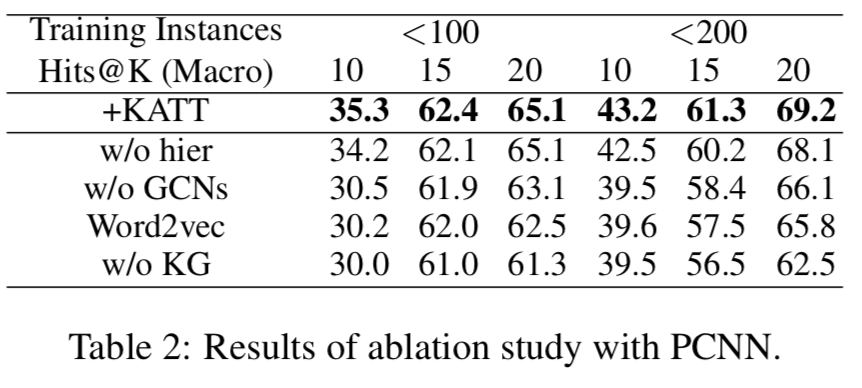 Training Instances <100 <200
Hits@K (Macro) 10 15 20 10 15 20
+KATT 35.3 62.4 65.1 43.2 61.3 69.2
w/o hier 34.2 62.1 65.1 42.5 60.2 68.1
w/o GCNs 30.5 61.9 63.1 39.5 58.4 66.1
Word2vec 30.2 62.0 62.5 39.6 57.5 65.8
w/o KG 30.0 61.0 61.3 39.5 56.5 62.5
Table 2: Results of ablation study with PCNN.